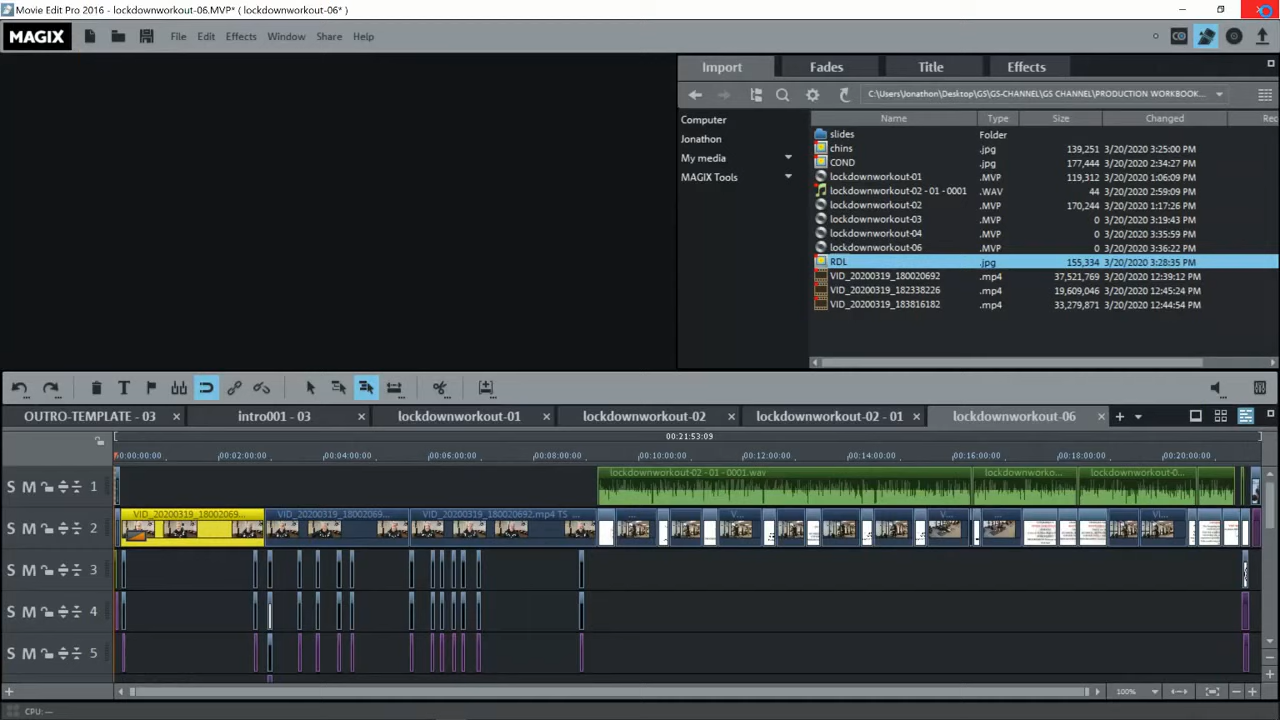 Movie Edit Pro 2016 - lockdownworkout-06.MVP* ( lockdownworkout-06* )
MAGIX File Edit Effects Window Share Help
Import Fades Title Effects
C:\Users\Jonathon\Desktop\GS\GS-CHANNEL\GS CHANNEL\PRODUCTION WORKBOOK...
Computer
Jonathon
My media
MAGIX Tools
Name Type Size Changed Rec
slides Folder
chins .jpg 139,251 3/20/2020 3:25:00 PM
COND .jpg 177,444 3/20/2020 2:34:27 PM
lockdownworkout-01 .MVP 119,312 3/20/2020 1:06:09 PM
lockdownworkout-02 - 01 - 0001 .WAV 44 3/20/2020 2:59:09 PM
lockdownworkout-02 .MVP 170,244 3/20/2020 1:17:26 PM
lockdownworkout-03 .MVP 0 3/20/2020 3:19:43 PM
lockdownworkout-04 .MVP 0 3/20/2020 3:35:59 PM
lockdownworkout-06 .MVP 0 3/20/2020 3:36:22 PM
RDL .jpg 155,334 3/20/2020 3:28:35 PM
VID_20200319_180020692 .mp4 37,521,769 3/20/2020 12:39:12 PM
VID_20200319_182338226 .mp4 19,609,046 3/20/2020 12:45:24 PM
VID_20200319_183816182 .mp4 33,279,871 3/20/2020 12:44:54 PM
OUTRO-TEMPLATE - 03 intro001 - 03 lockdownworkout-01 lockdownworkout-02 lockdownworkout-02 - 01 lockdownworkout-06
00:21:53:09
00:00:00:00 00:02:00:00 00:04:00:00 00:06:00:00 00:08:00:00 00:10:00:00 00:12:00:00 00:14:00:00 00:16:00:00 00:18:00:00 00:20:00:00
S M 1 lockdownworkout-02 - 01 - 0001.wav lockdownworko... lockdownworkout-0...
S M 2 VID_20200319_18002069... VID_20200319_18002069... VID_20200319_180020692.mp4 TS ... V... V... V... VI...
S M 3
S M 4
S M 5
100%
CPU: —